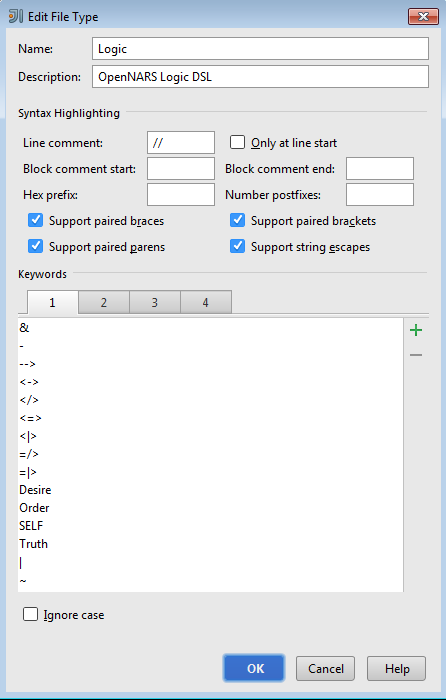 Edit File Type
Name: Logic
Description: OpenNARS Logic DSL
Syntax Highlighting
Line comment: // Only at line start
Block comment start: Block comment end:
Hex prefix: Number postfixes:
Support paired braces Support paired brackets
Support paired parens Support string escapes
Keywords
1 2 3 4
&
-
-->
<->
</>
<=>
<|>
=/>
=|>
Desire
Order
SELF
Truth
|
~
Ignore case
OK Cancel Help